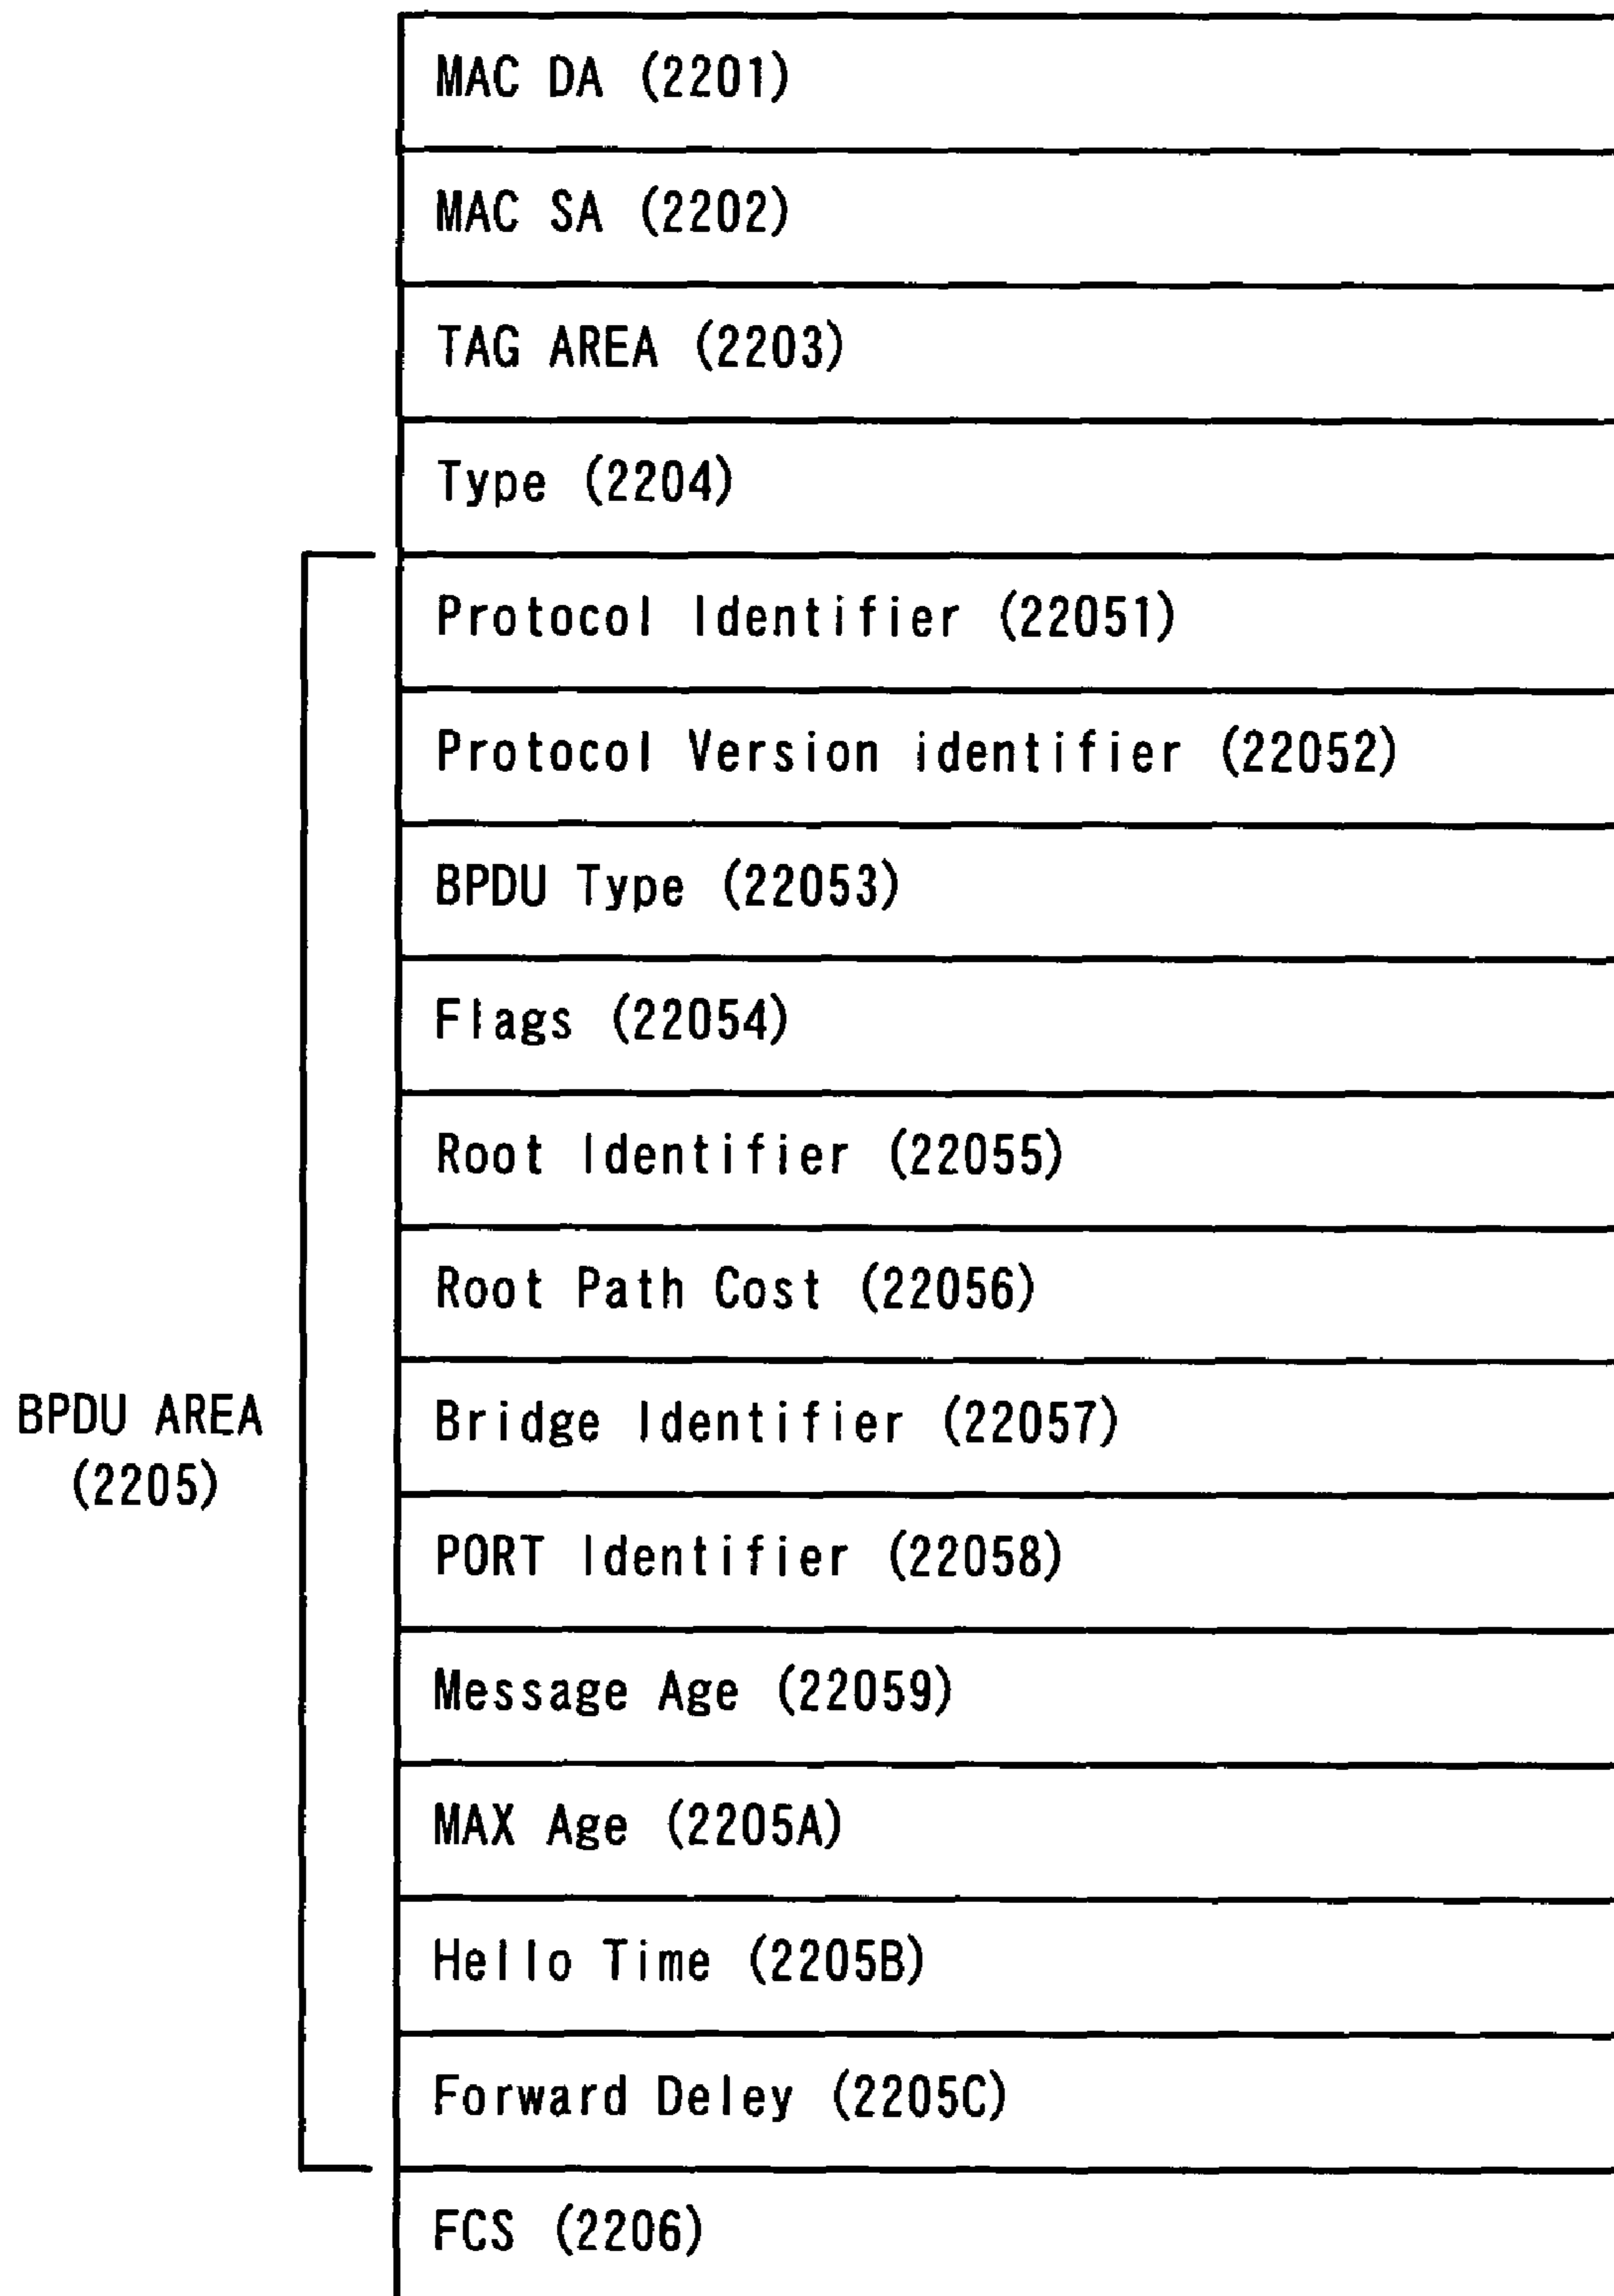 MAC DA (2201)
MAC SA (2202)
TAG AREA (2203)
Type (2204)
Protocol Identifier (22051)
Protocol Version identifier (22052)
BPDU Type (22053)
Flags (22054)
Root Identifier (22055)
Root Path Cost (22056)
BPDU AREA
(2205)
Bridge Identifier (22057)
PORT Identifier (22058)
Message Age (22059)
MAX Age (2205A)
Hello Time (2205B)
Forward Deley (2205C)
FCS (2206)